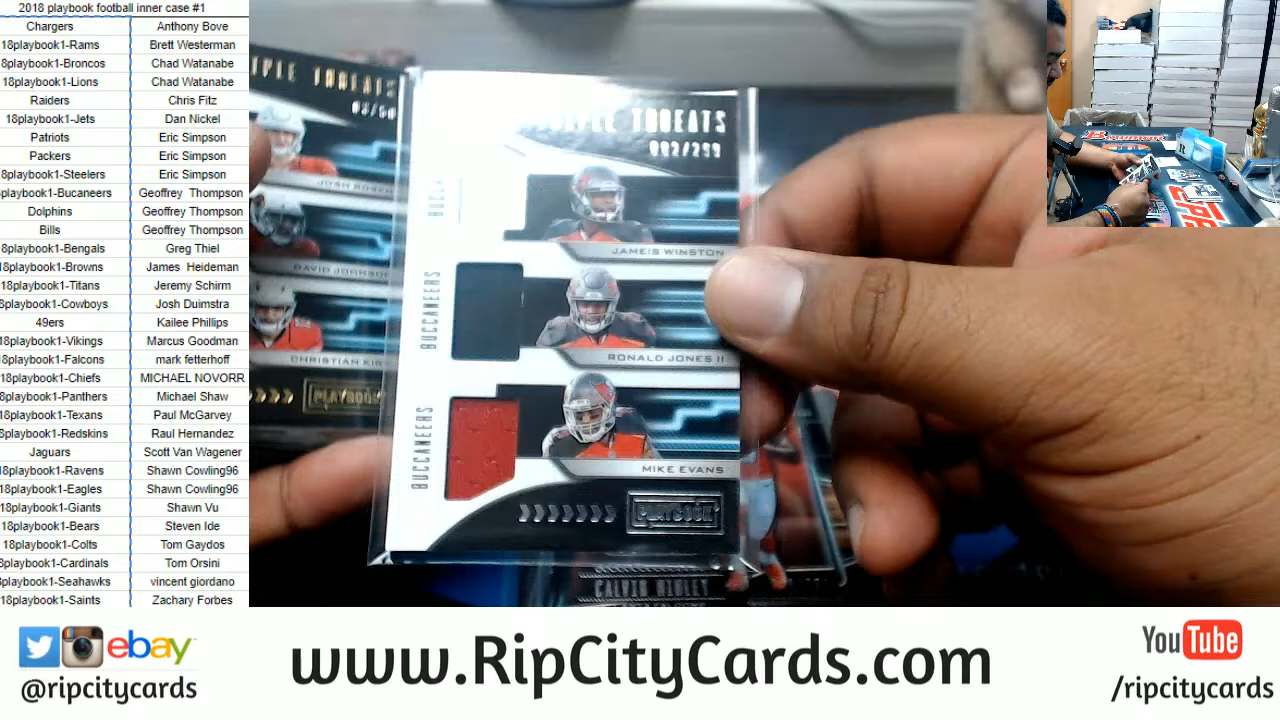 2018 playbook football inner case #1
Chargers Anthony Bove
18playbook1-Rams Brett Westerman
8playbook1-Broncos Chad Watanabe
18playbook1-Lions Chad Watanabe
Raiders Chris Fitz
18playbook1-Jets Dan Nickel
Patriots Eric Simpson
Packers Eric Simpson
18playbook1-Steelers Eric Simpson
playbook1-Bucaneers Geoffrey Thompson
Dolphins Geoffrey Thompson
Bills Geoffrey Thompson
8playbook1-Bengals Greg Thiel
8playbook1-Browns James Heideman
18playbook1-Titans Jeremy Schirm
8playbook1-Cowboys Josh Duimstra
49ers Kailee Phillips
18playbook1-Vikings Marcus Goodman
8playbook1-Falcons mark fetterhoff
18playbook1-Chiefs MICHAEL NOVORR
8playbook1-Panthers Michael Shaw
18playbook1-Texans Paul McGarvey
8playbook1-Redskins Raul Hernandez
Jaguars Scott Van Wagener
8playbook1-Ravens Shawn Cowling96
18playbook1-Eagles Shawn Cowling96
18playbook1-Giants Shawn Vu
18playbook1-Bears Steven Ide
18playbook1-Colts Tom Gaydos
8playbook1-Cardinals Tom Orsini
playbook1-Seahawks vincent giordano
18playbook1-Saints Zachary Forbes
THREATS
03/50
JOSH ROSEN
DAVID JOHNSON
CHRISTIAN
PLAYBOOK
THREATS
002/299
JAMEIS WINSTON
BUCCANEERS
RONALD JONES II
BUCCANEERS
MIKE EVANS
PLAYBOOK
CALVIN RIDLEY
ebay
@ripcitycards
www.RipCityCards.com
YouTube
/ripcitycards